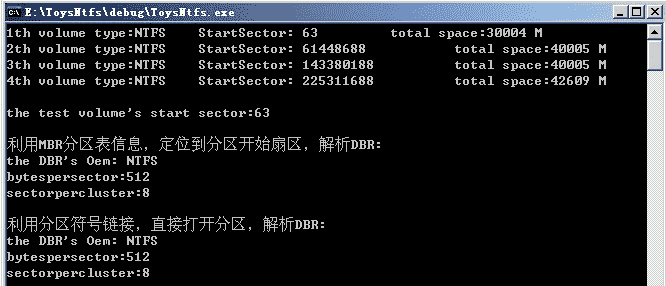 E:\ToysNtfs\debug\ToysNtfs.exe
1th volume type:NTFS StartSector: 63 total space:30004 M
2th volume type:NTFS StartSector: 61448688 total space:40005 M
3th volume type:NTFS StartSector: 143380188 total space:40005 M
4th volume type:NTFS StartSector: 225311688 total space:42609 M
the test volume's start sector:63
利用MBR分区表信息，定位到分区开始扇区，解析DBR:
the DBR's Oem: NTFS
bytespersector:512
sectorpercluster:8
利用分区符号链接，直接打开分区，解析DBR:
the DBR's Oem: NTFS
bytespersector:512
sectorpercluster:8